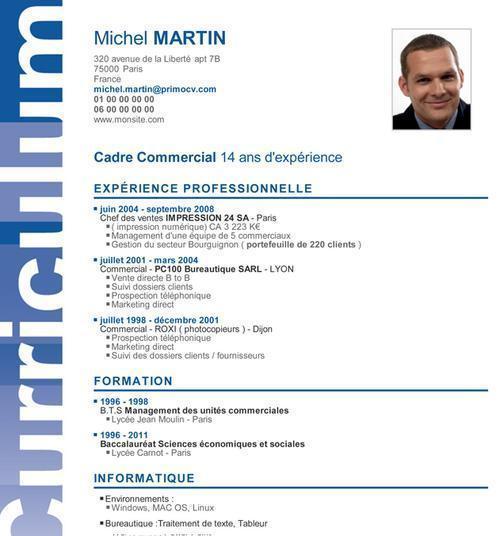 curriculum
Michel MARTIN
320 avenue de la Liberté apt 7B
75000 Paris
France
michel.martin@primocv.com
01 00 00 00 00
06 00 00 00 00
www.monsite.com
Cadre Commercial 14 ans d'expérience
EXPÉRIENCE PROFESSIONNELLE
juin 2004 - septembre 2008
Chef des ventes IMPRESSION 24 SA - Paris
( impression numérique) CA 3 223 K€
Management d'une équipe de 5 commerciaux
Gestion du secteur Bourguignon ( portefeuille de 220 clients )
juillet 2001 - mars 2004
Commercial - PC100 Bureautique SARL - LYON
Vente directe B to B
Suivi dossiers clients
Prospection téléphonique
Marketing direct
juillet 1998 - décembre 2001
Commercial - ROXI ( photocopieurs ) - Dijon
Prospection téléphonique
Marketing direct
Suivi des dossiers clients / fournisseurs
FORMATION
1996 - 1998
B.T.S Management des unités commerciales
Lycée Jean Moulin - Paris
1996 - 2011
Baccalauréat Sciences économiques et sociales
Lycée Carnot - Paris
INFORMATIQUE
Environnements :
Windows, MAC OS, Linux
Bureautique :Traitement de texte, Tableur